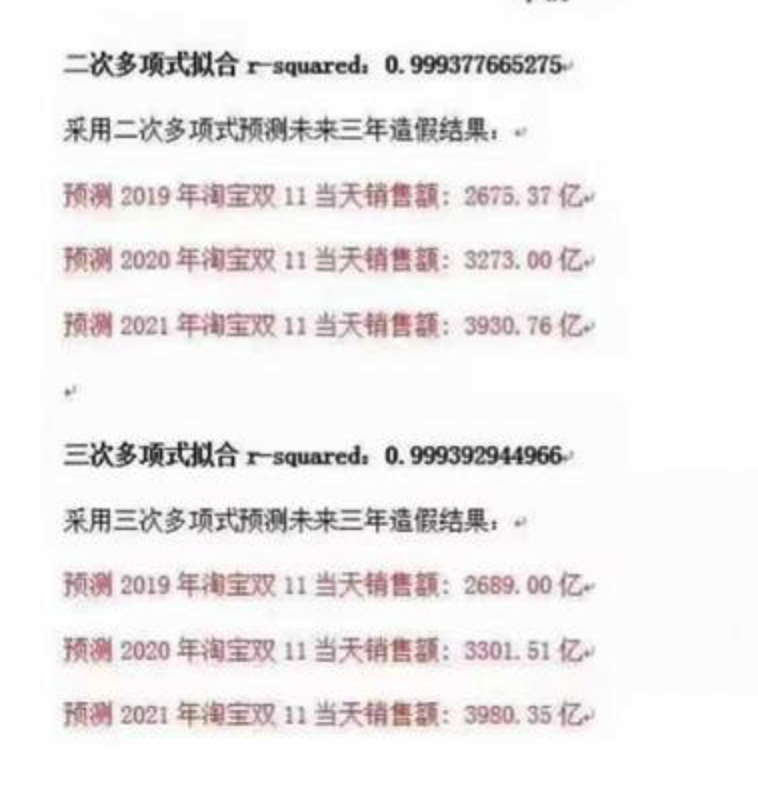 二次多项式拟合 r-squared：0.999377665275
采用二次多项式预测未来三年造假结果：
预测 2019 年淘宝双 11 当天销售额：2675.37 亿
预测 2020 年淘宝双 11 当天销售额：3273.00 亿
预测 2021 年淘宝双 11 当天销售额：3930.76 亿
三次多项式拟合 r-squared：0.999392944966
采用三次多项式预测未来三年造假结果：
预测 2019 年淘宝双 11 当天销售额：2689.00 亿
预测 2020 年淘宝双 11 当天销售额：3301.51 亿
预测 2021 年淘宝双 11 当天销售额：3980.35 亿